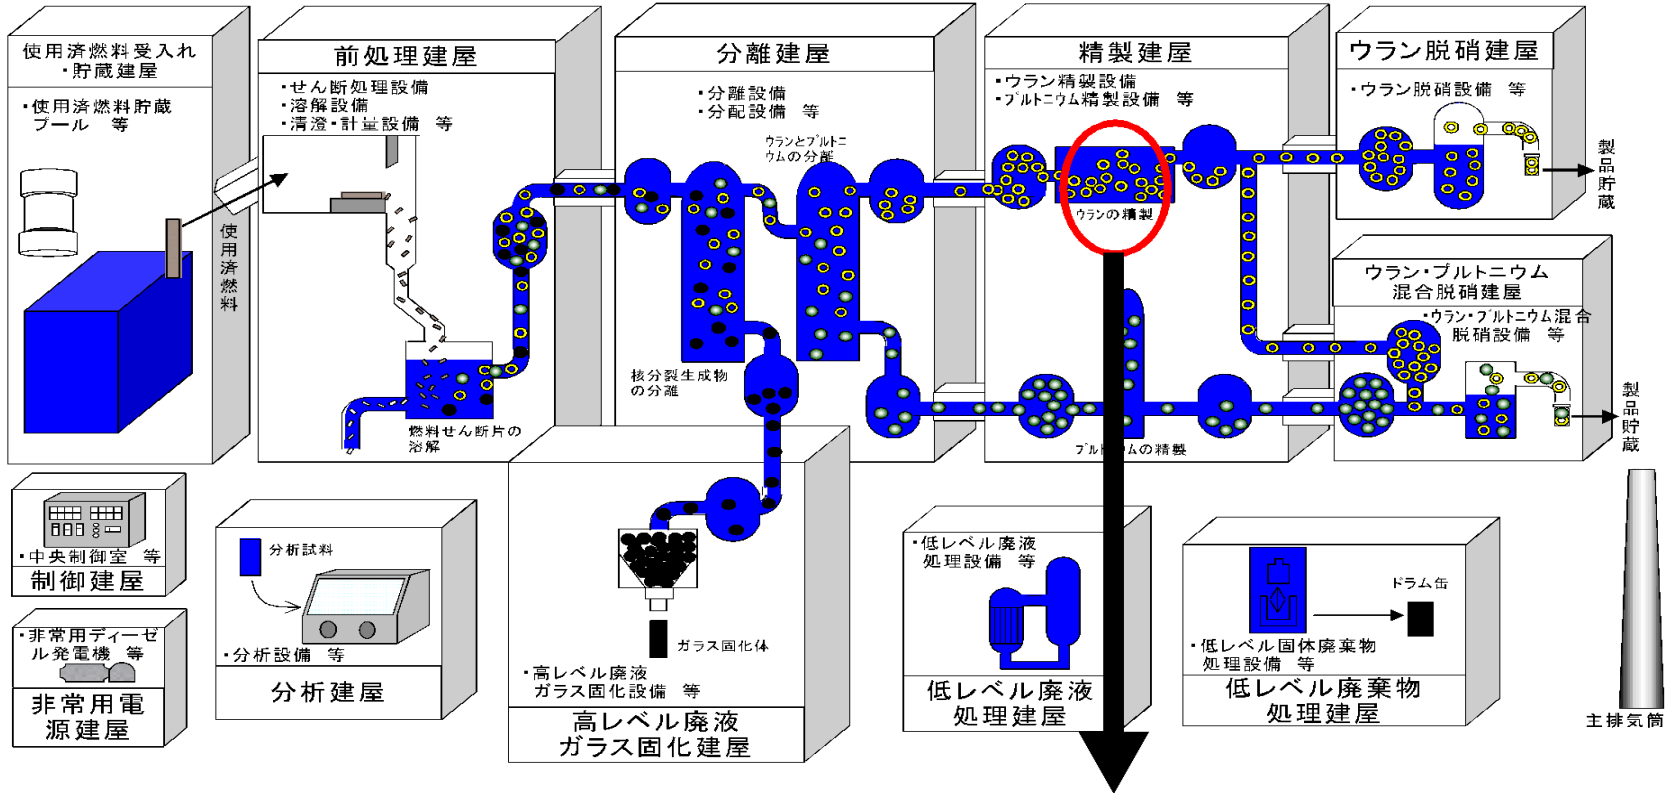 使用済燃料受入れ
・貯蔵建屋
・使用済燃料貯蔵
プール 等
使用済燃料
前処理建屋
・せん断処理設備
・溶解設備
・清澄・計量設備 等
燃料せん断片の
溶解
分離建屋
・分離設備
・分配設備 等
ウランとプルトニ
ウムの分離
核分裂生成物
の分離
精製建屋
・ウラン精製設備
・プルトニウム精製設備 等
ウランの精製
プルトニウムの精製
ウラン脱硝建屋
・ウラン脱硝設備 等
製品貯蔵
ウラン・プルトニウム
混合脱硝建屋
・ウラン・プルトニウム混合
脱硝設備 等
製品貯蔵
・中央制御室 等
制御建屋
・非常用ディーゼ
ル発電機 等
非常用電
源建屋
分析試料
・分析設備 等
分析建屋
ガラス固化体
・高レベル廃液
ガラス固化設備 等
高レベル廃液
ガラス固化建屋
・低レベル廃液
処理設備 等
低レベル廃液
処理建屋
ドラム缶
・低レベル固体廃棄物
処理設備 等
低レベル廃棄物
処理建屋
主排気筒